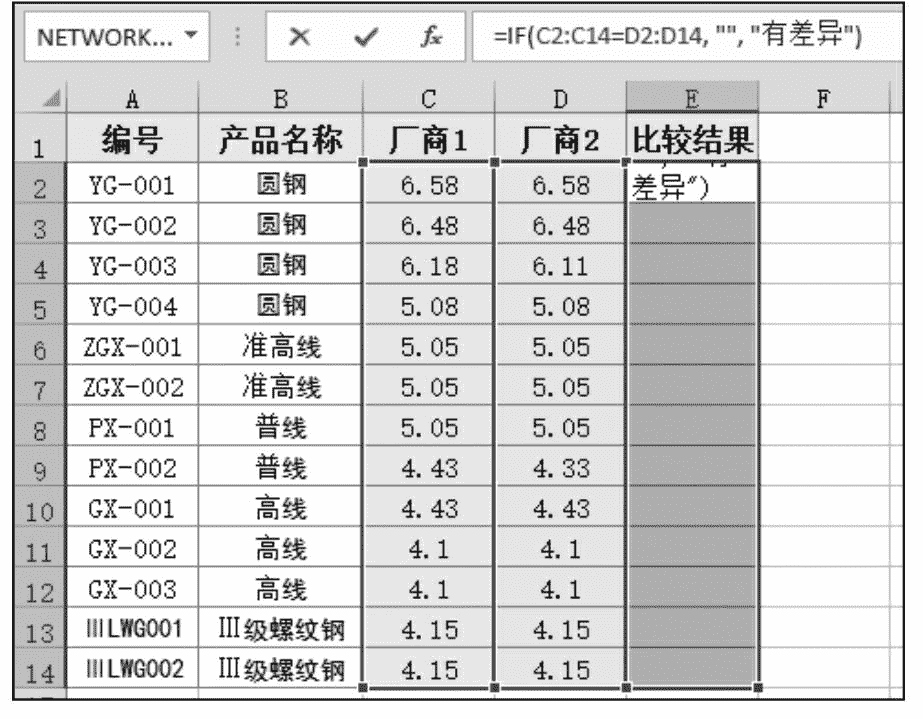 NETWORK... =IF(C2:C14=D2:D14, "", "有差异")
A B C D E F
1 编号 产品名称 厂商1 厂商2 比较结果
2 YG-001 圆钢 6.58 6.58 差异")
3 YG-002 圆钢 6.48 6.48
4 YG-003 圆钢 6.18 6.11
5 YG-004 圆钢 5.08 5.08
6 ZGX-001 准高线 5.05 5.05
7 ZGX-002 准高线 5.05 5.05
8 PX-001 普线 5.05 5.05
9 PX-002 普线 4.43 4.33
10 GX-001 高线 4.43 4.43
11 GX-002 高线 4.1 4.1
12 GX-003 高线 4.1 4.1
13 ⅢLWG001 Ⅲ级螺纹钢 4.15 4.15
14 ⅢLWG002 Ⅲ级螺纹钢 4.15 4.15